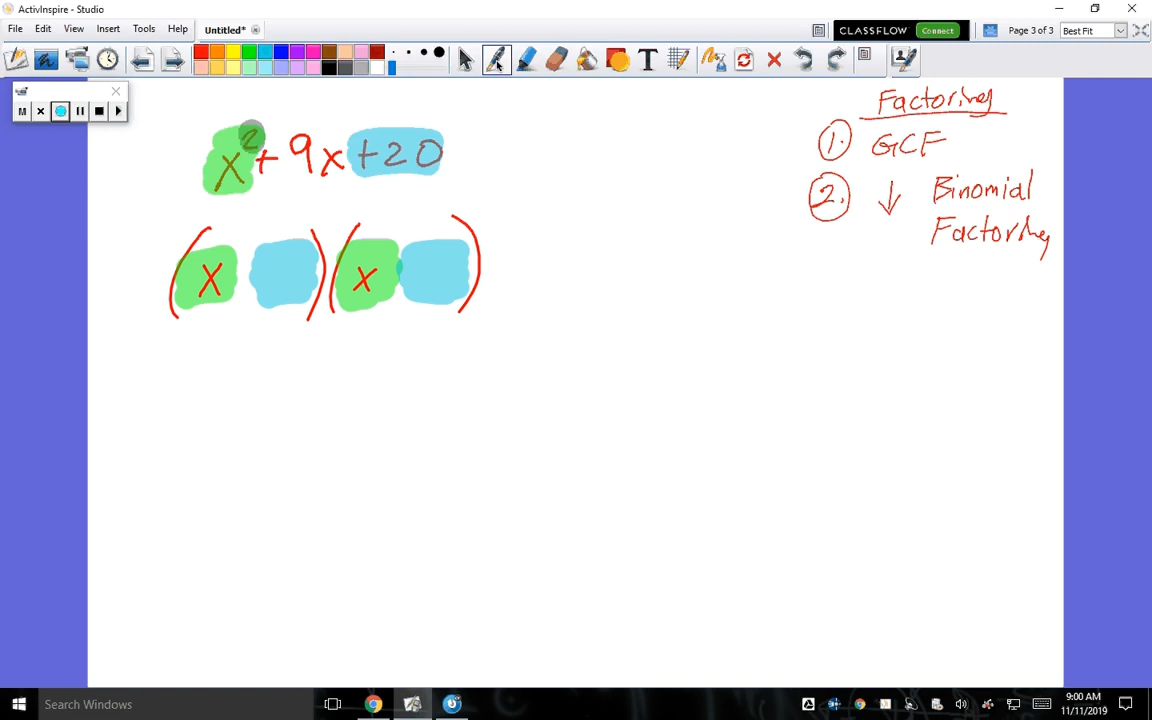 ActivInspire - Studio
File Edit View Insert Tools Help Untitled*
CLASSFLOW Connect Page 3 of 3 Best Fit
M
x² + 9x + 20
(x )(x )
Factoring
1. GCF
2. ↓ Binomial
Factoring
Search Windows
9:00 AM
11/11/2019